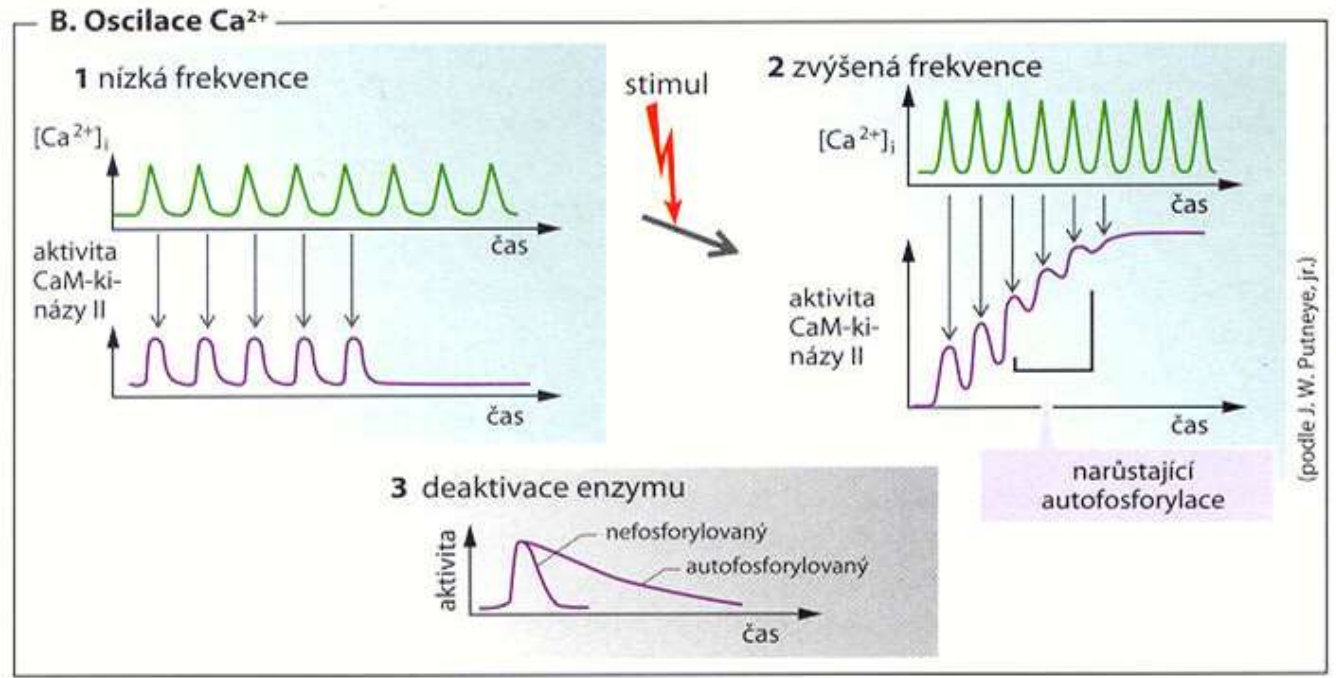 B. Oscilace Ca²⁺
1 nízká frekvence
[Ca²⁺]ᵢ
čas
aktivita
CaM-ki-
názy II
čas
stimul
2 zvýšená frekvence
[Ca²⁺]ᵢ
čas
aktivita
CaM-ki-
názy II
čas
narůstající
autofosforylace
(podle J. W. Putneye, jr.)
3 deaktivace enzymu
aktivita
nefosforylovaný
autofosforylovaný
čas